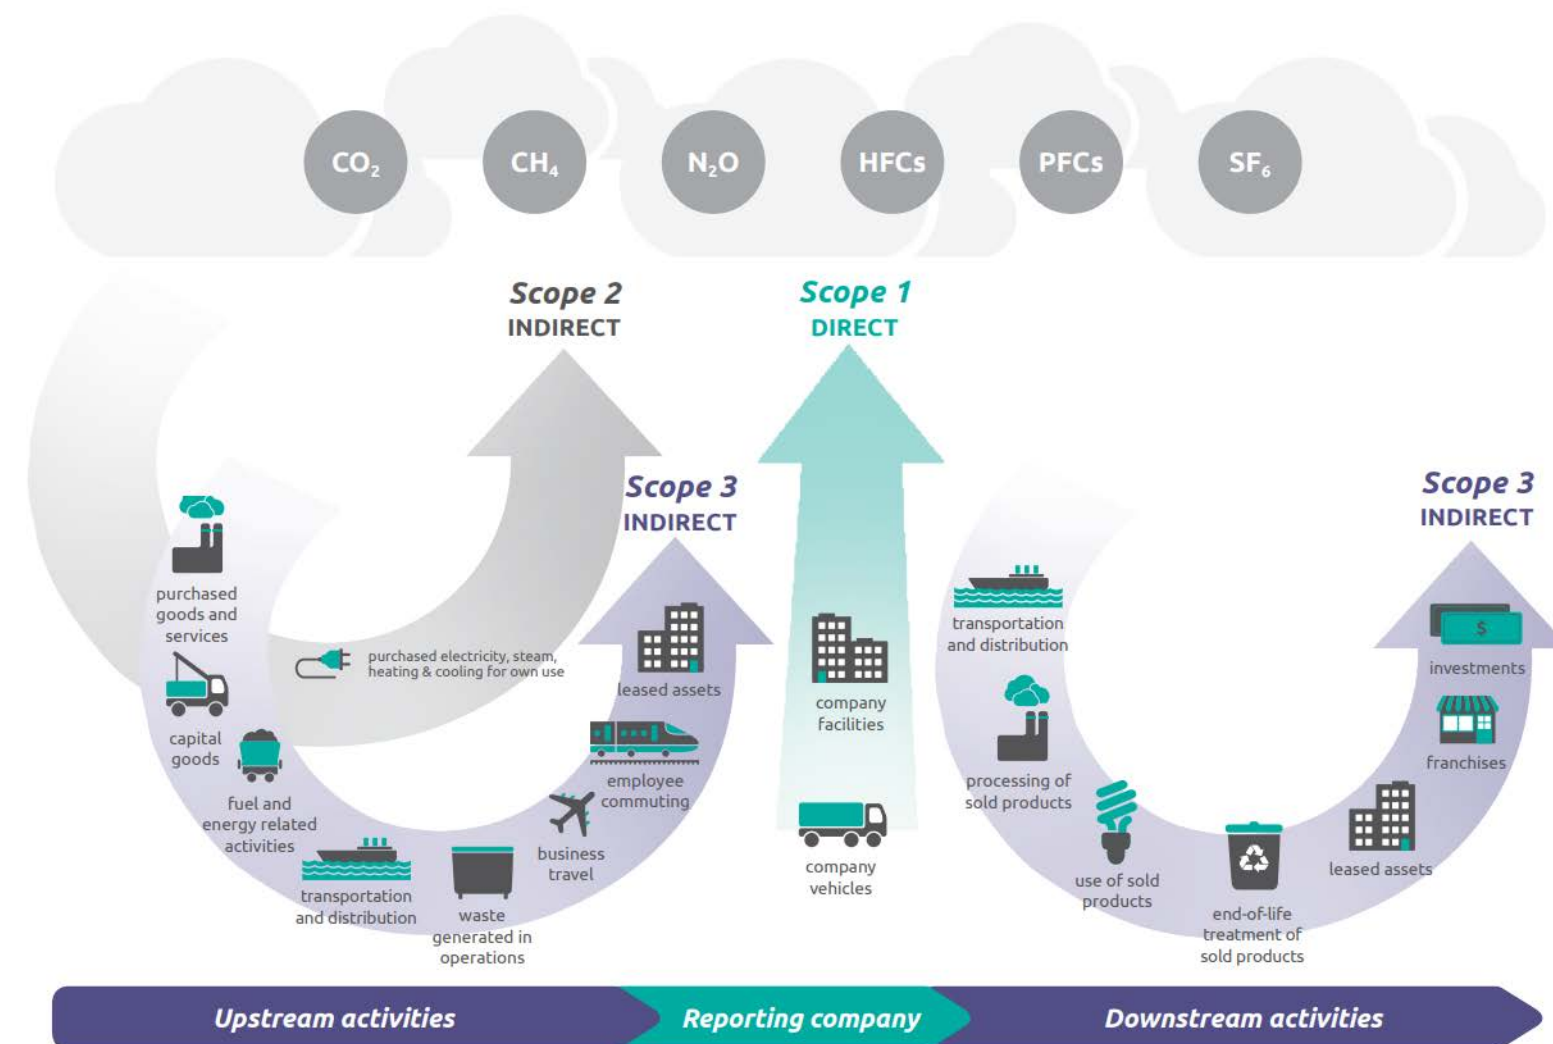 CO₂
CH₄
N₂O
HFCs
PFCs
SF₆
Scope 2
INDIRECT
Scope 1
DIRECT
Scope 3
INDIRECT
Scope 3
INDIRECT
purchased
goods and
services
purchased electricity, steam,
heating & cooling for own use
capital
goods
fuel and
energy related
activities
transportation
and distribution
waste
generated in
operations
business
travel
employee
commuting
leased assets
company
facilities
company
vehicles
transportation
and distribution
processing of
sold products
use of sold
products
end-of-life
treatment of
sold products
leased assets
franchises
$
investments
Upstream activities
Reporting company
Downstream activities